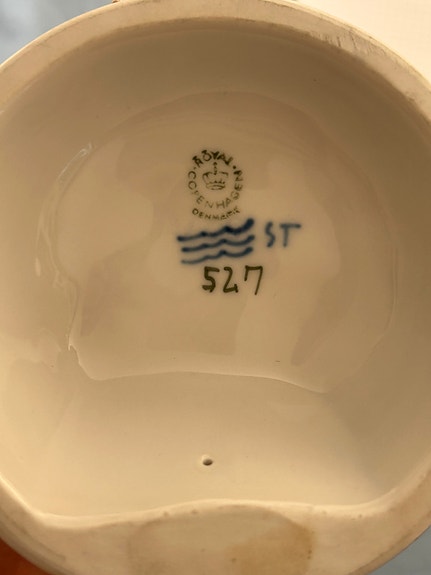 ROYAL
COPENHAGEN
DENMARK
ST
527